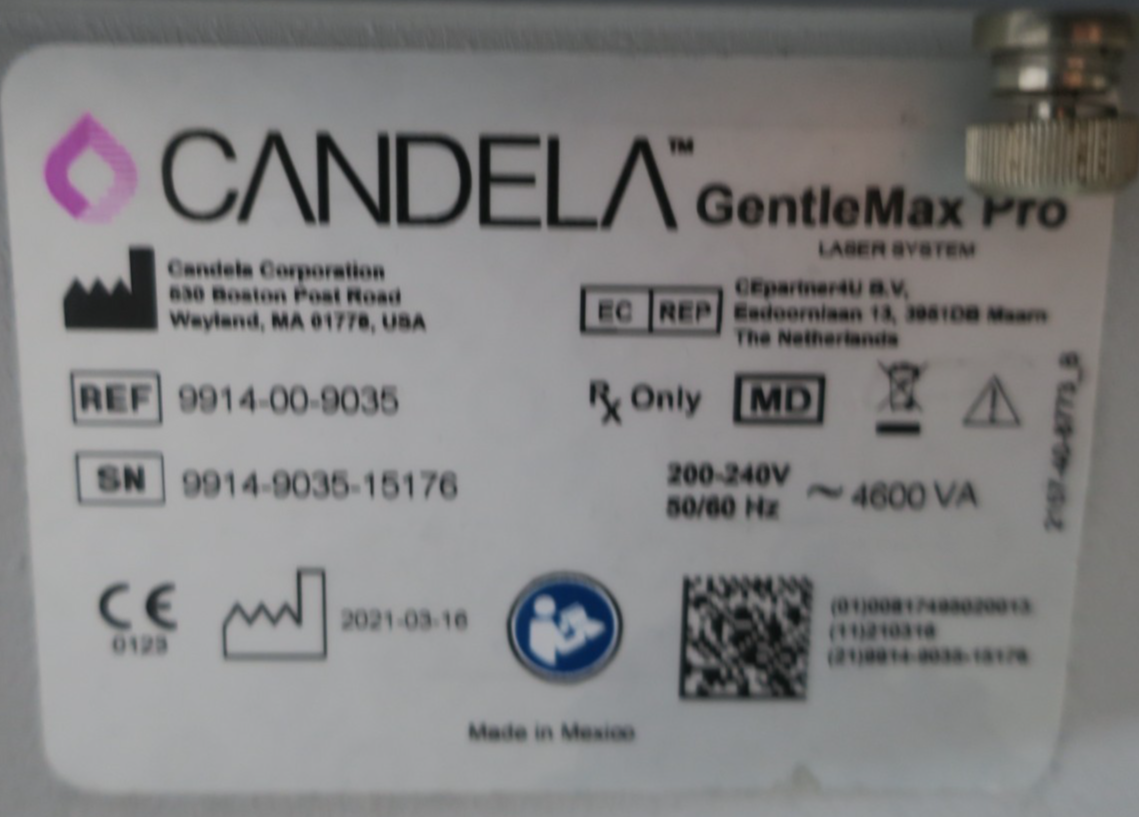 CANDELA™
GentleMax Pro
LASER SYSTEM
Candela Corporation
530 Boston Post Road
Wayland, MA 01778, USA
EC REP
CEpartner4U B.V,
Esdoornlaan 13, 3951DB Maarn
The Netherlands
REF 9914-00-9035
Rx Only
MD
SN 9914-9035-15176
200-240V
50/60 Hz
~ 4600 VA
CE
0123
2021-03-16
(11)210316
(21)9914-9035-15176
Made in Mexico